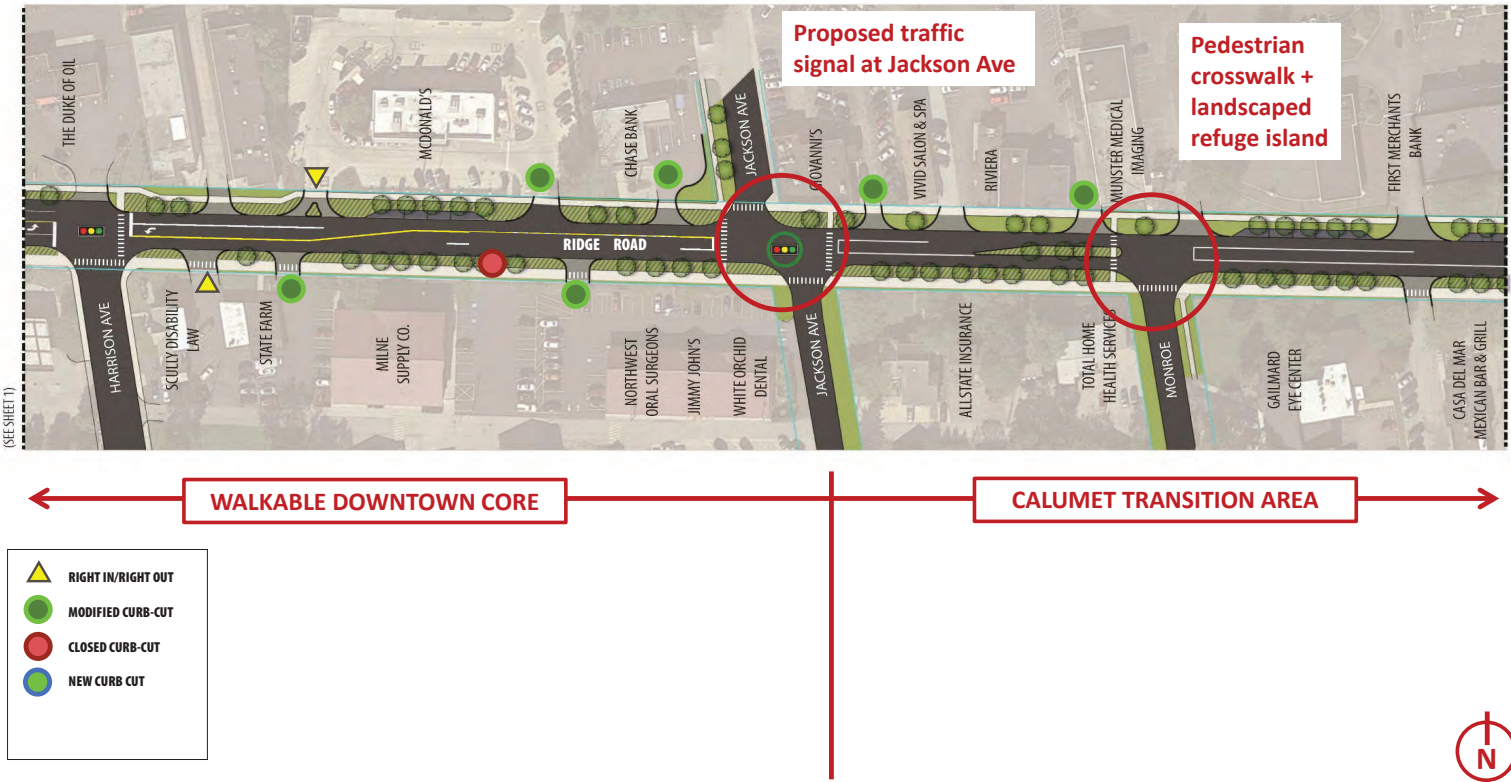 Proposed traffic
signal at Jackson Ave
Pedestrian
crosswalk +
landscaped
refuge island
THE DUKE OF OIL
MCDONALD'S
CHASE BANK
JACKSON AVE
GIOVANNI'S
VIVID SALON & SPA
RIVIERA
MUNSTER MEDICAL
IMAGING
FIRST MERCHANTS
BANK
RIDGE ROAD
HARRISON AVE
SCULLY DISABILITY
LAW
STATE FARM
MILNE
SUPPLY CO.
NORTHWEST
ORAL SURGEONS
JIMMY JOHN'S
WHITE ORCHID
DENTAL
JACKSON AVE
ALLSTATE INSURANCE
TOTAL HOME
HEALTH SERVICES
MONROE
GAILMARD
EYE CENTER
CASA DEL MAR
MEXICAN BAR & GRILL
(SEE SHEET 1)
WALKABLE DOWNTOWN CORE
CALUMET TRANSITION AREA
RIGHT IN/RIGHT OUT
MODIFIED CURB-CUT
CLOSED CURB-CUT
NEW CURB CUT
N